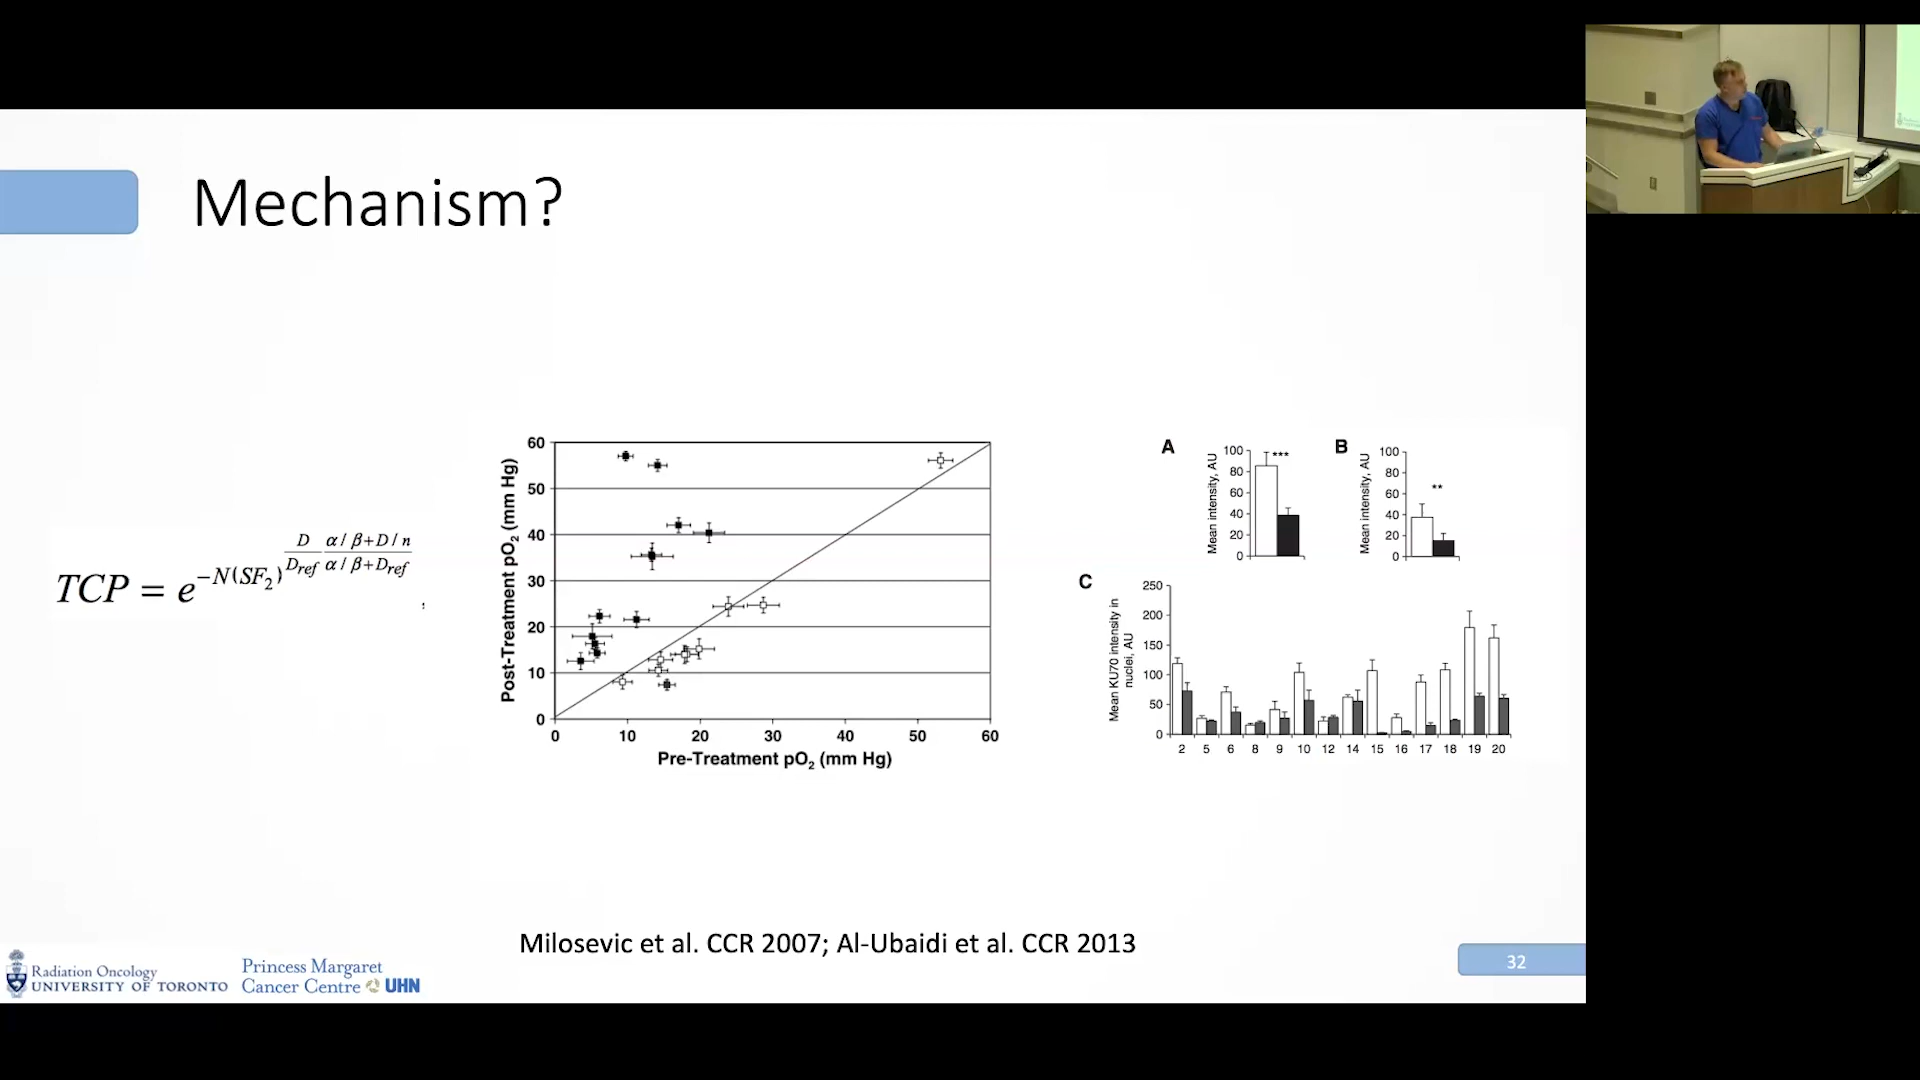 Mechanism?
TCP = e^{-N(SF_2)^{\frac{D}{D_{ref}} \frac{α/β+D/n}{α/β+D_{ref}}}} ,
60
50
40
30
20
10
0
Post-Treatment pO₂ (mm Hg)
0 10 20 30 40 50 60
Pre-Treatment pO₂ (mm Hg)
A
Mean intensity, AU
100
80
60
40
20
0
***
B
Mean intensity, AU
100
80
60
40
20
0
**
C
Mean KU70 intensity in
nuclei, AU
250
200
150
100
50
0
2 5 6 8 9 10 12 14 15 16 17 18 19 20
Milosevic et al. CCR 2007; Al-Ubaidi et al. CCR 2013
Radiation Oncology
UNIVERSITY OF TORONTO
Princess Margaret
Cancer Centre UHN
32